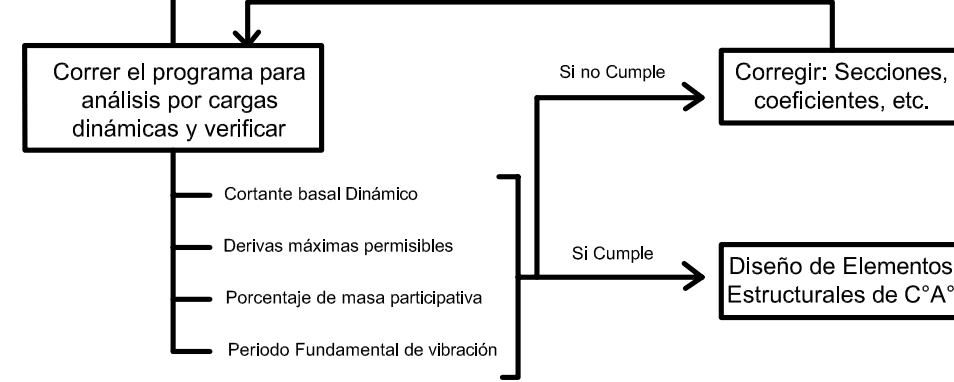 Correr el programa para
análisis por cargas
dinámicas y verificar
Si no Cumple
Corregir: Secciones,
coeficientes, etc.
Cortante basal Dinámico
Derivas máximas permisibles
Porcentaje de masa participativa
Periodo Fundamental de vibración
Si Cumple
Diseño de Elementos
Estructurales de C°A°